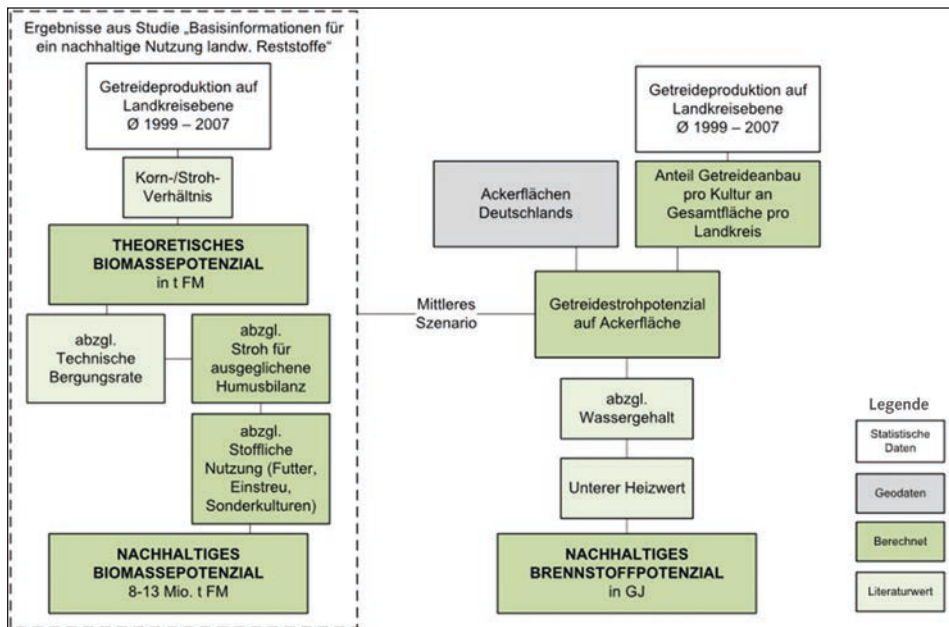 Ergebnisse aus Studie „Basisinformationen für
ein nachhaltige Nutzung landw. Reststoffe“
Getreideproduktion auf
Landkreisebene
Ø 1999 – 2007
Korn-/Stroh-
Verhältnis
THEORETISCHES
BIOMASSEPOTENZIAL
in t FM
abzgl.
Technische
Bergungsrate
abzgl.
Stroh für
ausgeglichene
Humusbilanz
abzgl.
Stoffliche
Nutzung (Futter,
Einstreu,
Sonderkulturen)
NACHHALTIGES
BIOMASSEPOTENZIAL
8-13 Mio. t FM
Mittleres
Szenario
Getreideproduktion auf
Landkreisebene
Ø 1999 – 2007
Ackerflächen
Deutschlands
Anteil Getreideanbau
pro Kultur an
Gesamtfläche pro
Landkreis
Getreidestrohpotenzial
auf Ackerfläche
abzgl.
Wassergehalt
Unterer Heizwert
NACHHALTIGES
BRENNSTOFFPOTENZIAL
in GJ
Legende
Statistische
Daten
Geodaten
Berechnet
Literaturwert